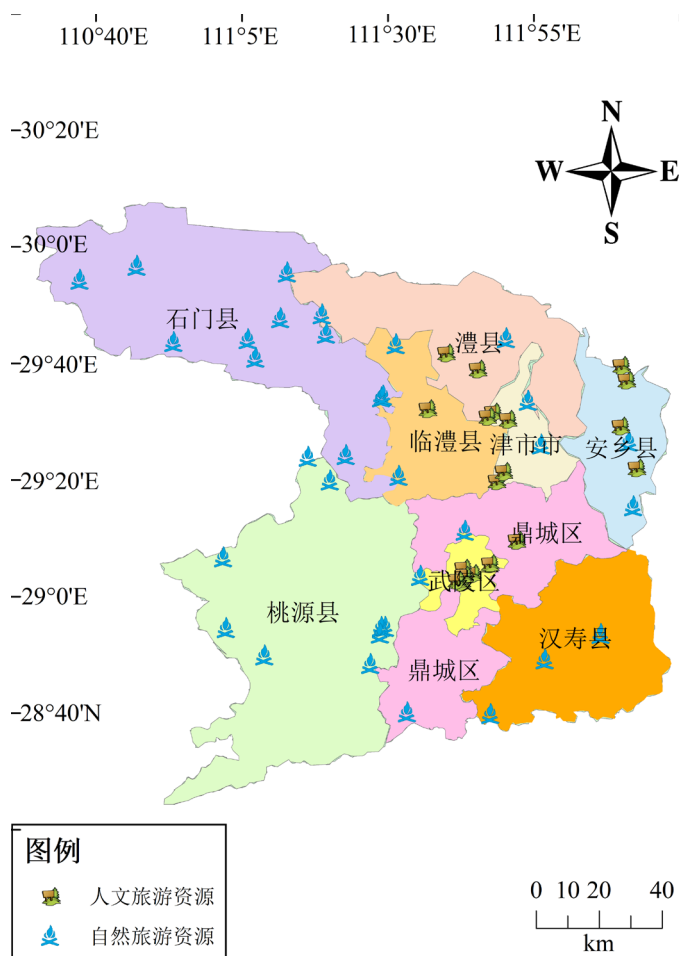 110°40'E 111°5'E 111°30'E 111°55'E
30°20'E
N
W E
S
30°0'E
石门县
澧县
29°40'E
临澧县 津市市 安乡县
29°20'E
鼎城区
29°0'E
武陵区
桃源县
汉寿县
鼎城区
28°40'N
图例
人文旅游资源
自然旅游资源
0 10 20 40
km